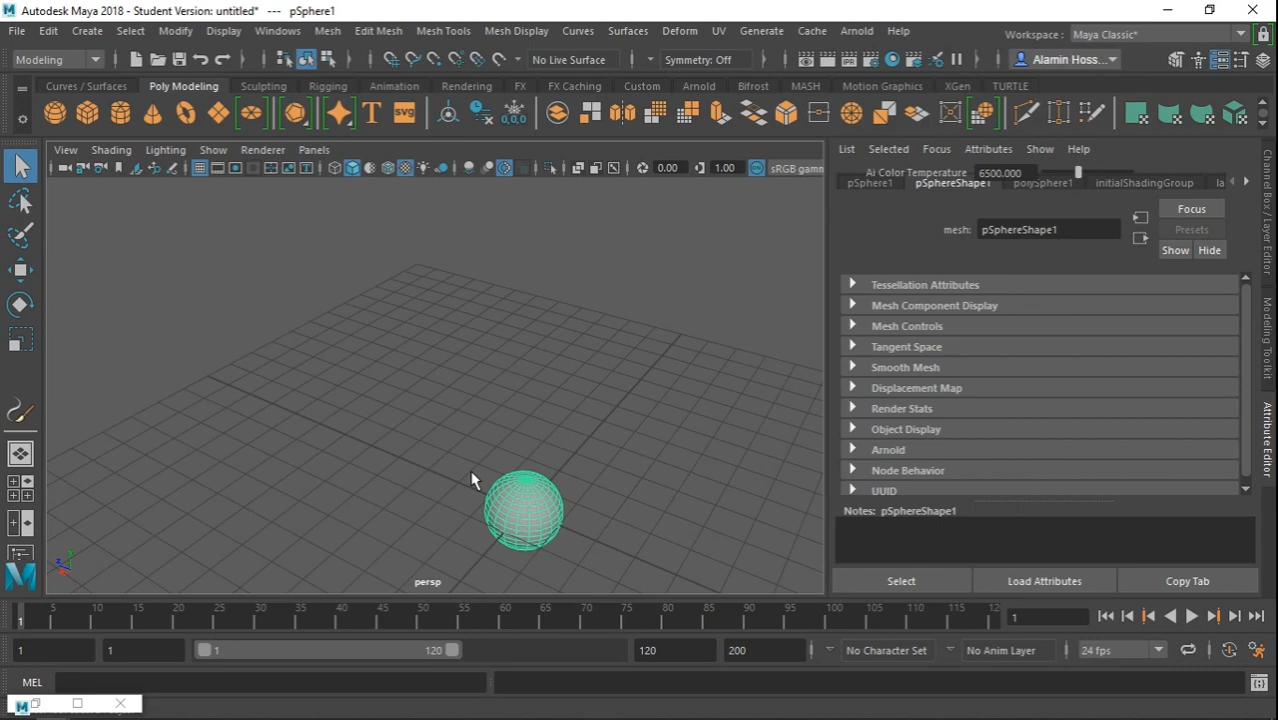 Autodesk Maya 2018 - Student Version: untitled*   ---   pSphere1
File Edit Create Select Modify Display Windows Mesh Edit Mesh Mesh Tools Mesh Display Curves Surfaces Deform UV Generate Cache Arnold Help
Workspace : Maya Classic*
Modeling No Live Surface Symmetry: Off Alamin Hoss...
Curves / Surfaces Poly Modeling Sculpting Rigging Animation Rendering FX FX Caching Custom Arnold Bifrost MASH Motion Graphics XGen TURTLE
T SVG 0,0,0
View Shading Lighting Show Renderer Panels
0.00 1.00 sRGB gamm
List Selected Focus Attributes Show Help
Ai Color Temperature 6500.000
pSphere1 pSphereShape1 polySphere1 initialShadingGroup la
Focus
mesh: pSphereShape1
Presets
Show Hide
Tessellation Attributes
Mesh Component Display
Mesh Controls
Tangent Space
Smooth Mesh
Displacement Map
Render Stats
Object Display
Arnold
Node Behavior
UUID
Notes: pSphereShape1
Select Load Attributes Copy Tab
Channel Box / Layer Editor
Modeling Toolkit
Attribute Editor
persp
5 10 15 20 25 30 35 40 45 50 55 60 65 70 75 80 85 90 95 100 105 110 115 12
1 1
1 1 1 120 120 200 No Character Set No Anim Layer 24 fps
MEL